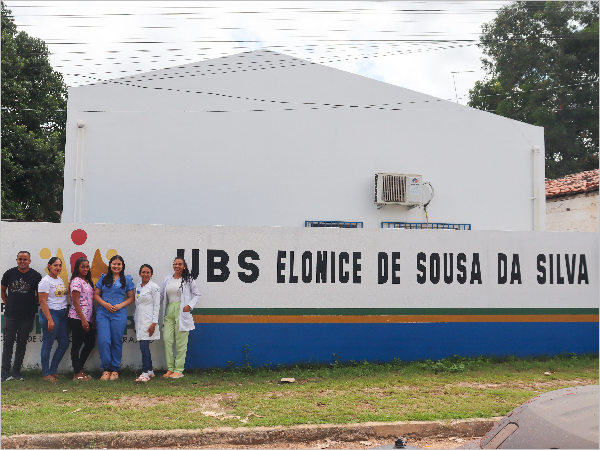 UBS ELONICE DE SOUSA DA SILVA